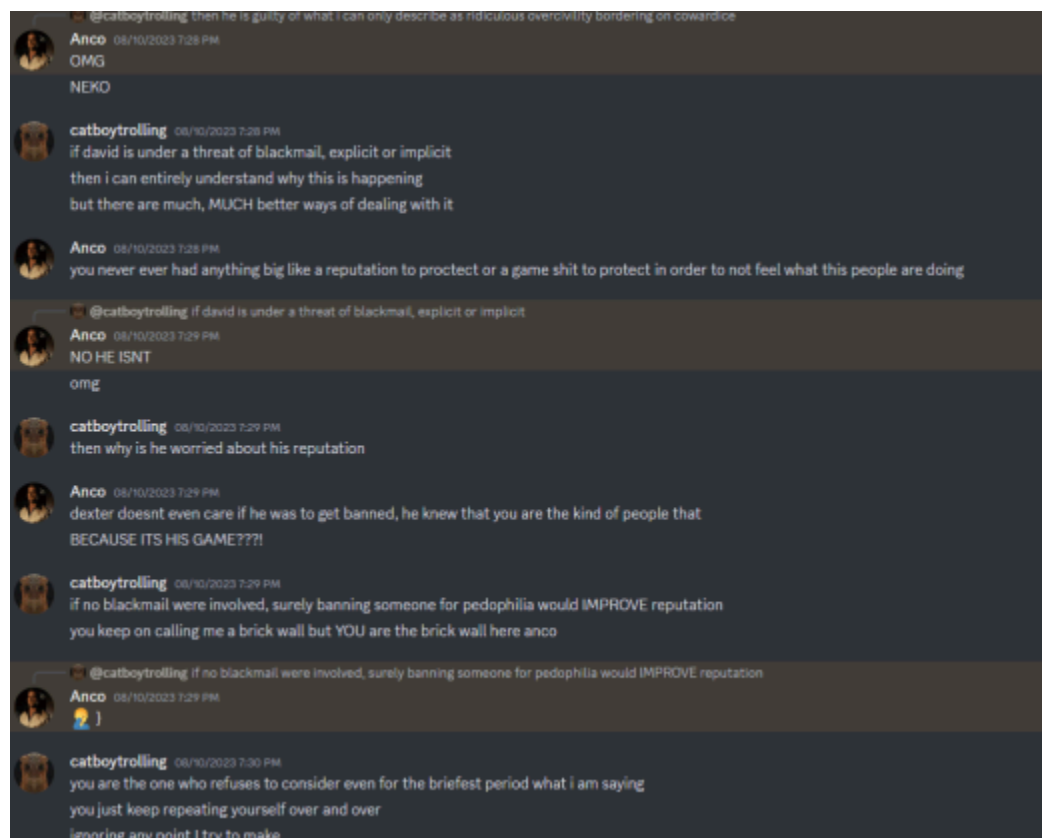 @catboytrolling then he is guilty of what i can only describe as ridiculous overcivility bordering on cowardice
Anco 08/10/2023 7:28 PM
OMG
NEKO
catboytrolling 08/10/2023 7:28 PM
if david is under a threat of blackmail, explicit or implicit
then i can entirely understand why this is happening
but there are much, MUCH better ways of dealing with it
Anco 08/10/2023 7:28 PM
you never ever had anything big like a reputation to proctect or a game shit to protect in order to not feel what this people are doing
@catboytrolling if david is under a threat of blackmail, explicit or implicit
Anco 08/10/2023 7:29 PM
NO HE ISNT
omg
catboytrolling 08/10/2023 7:29 PM
then why is he worried about his reputation
Anco 08/10/2023 7:29 PM
dexter doesnt even care if he was to get banned, he knew that you are the kind of people that
BECAUSE ITS HIS GAME???!
catboytrolling 08/10/2023 7:29 PM
if no blackmail were involved, surely banning someone for pedophilia would IMPROVE reputation
you keep on calling me a brick wall but YOU are the brick wall here anco
@catboytrolling if no blackmail were involved, surely banning someone for pedophilia would IMPROVE reputation
Anco 08/10/2023 7:29 PM
🤦 }
catboytrolling 08/10/2023 7:30 PM
you are the one who refuses to consider even for the briefest period what i am saying
you just keep repeating yourself over and over
ignoring any point I try to make